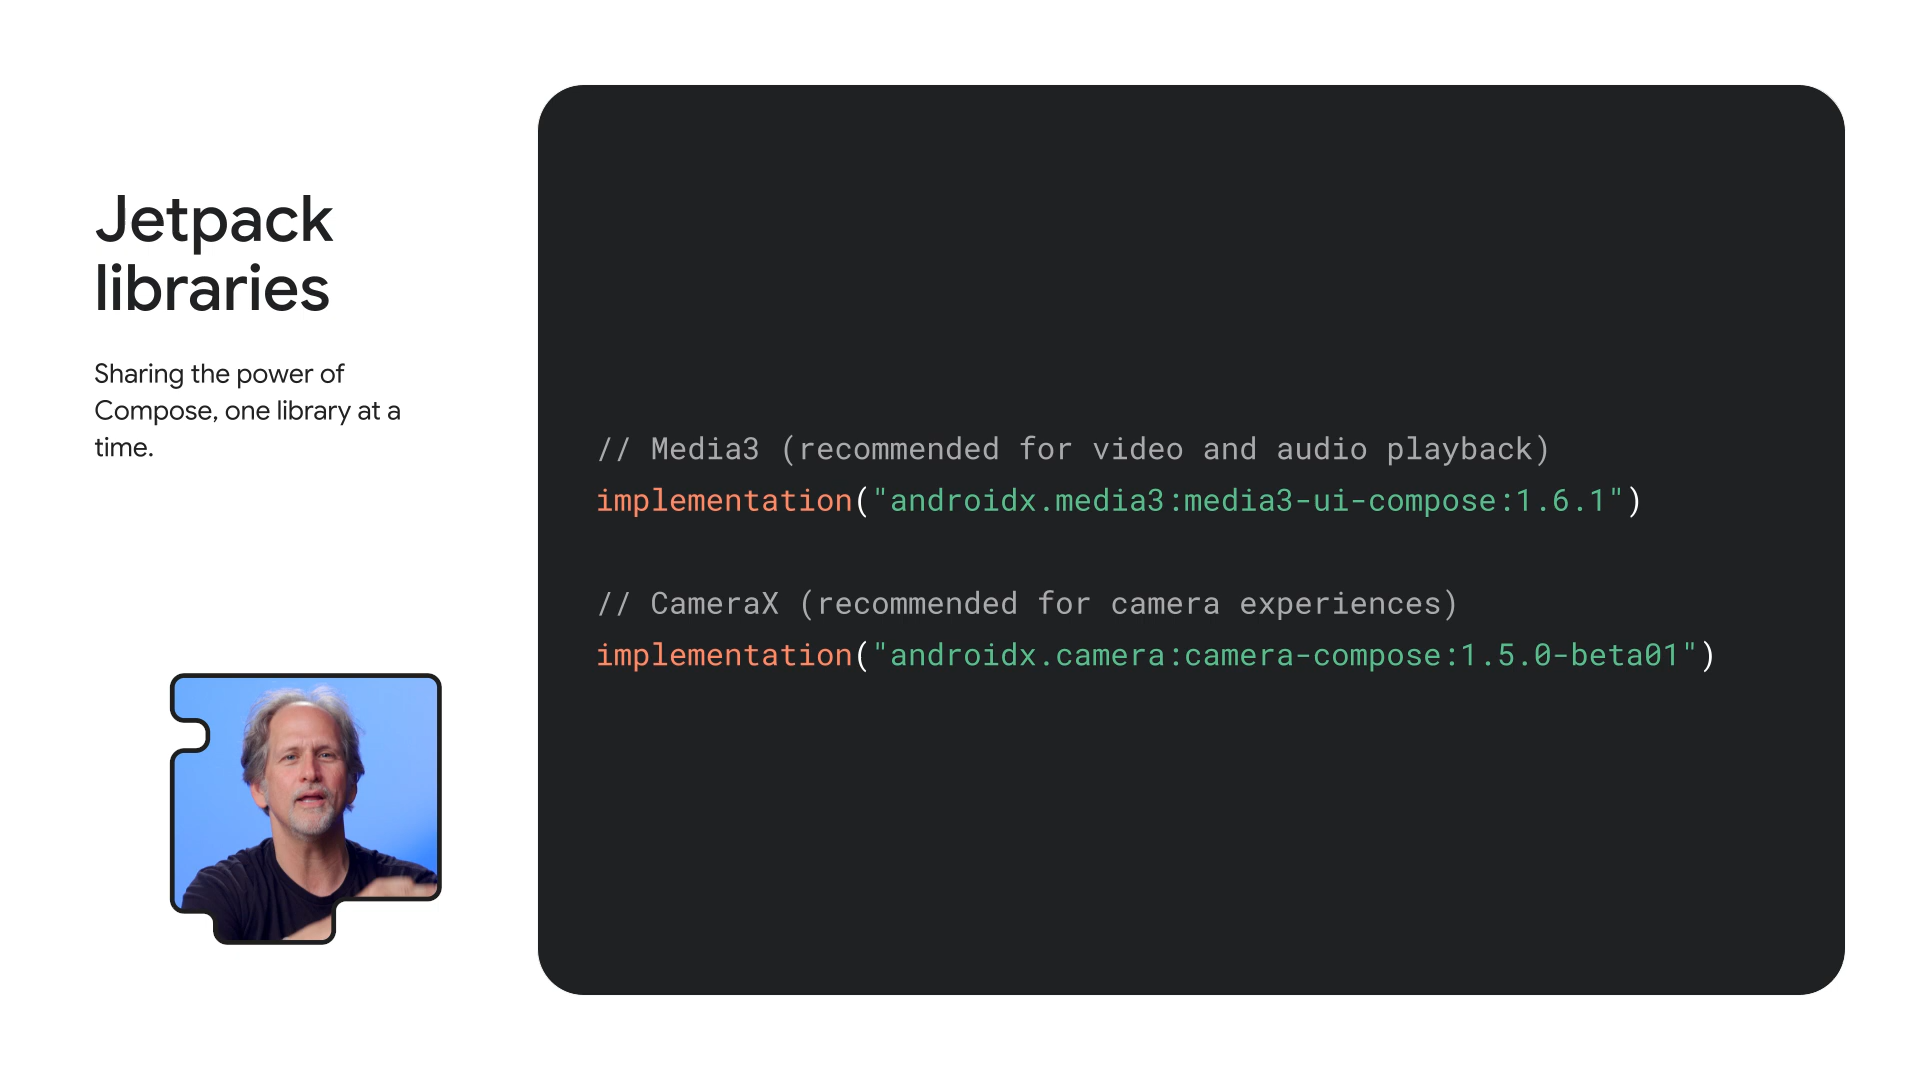 Jetpack
libraries
Sharing the power of
Compose, one library at a
time.
// Media3 (recommended for video and audio playback)
implementation("androidx.media3:media3-ui-compose:1.6.1")
// CameraX (recommended for camera experiences)
implementation("androidx.camera:camera-compose:1.5.0-beta01")